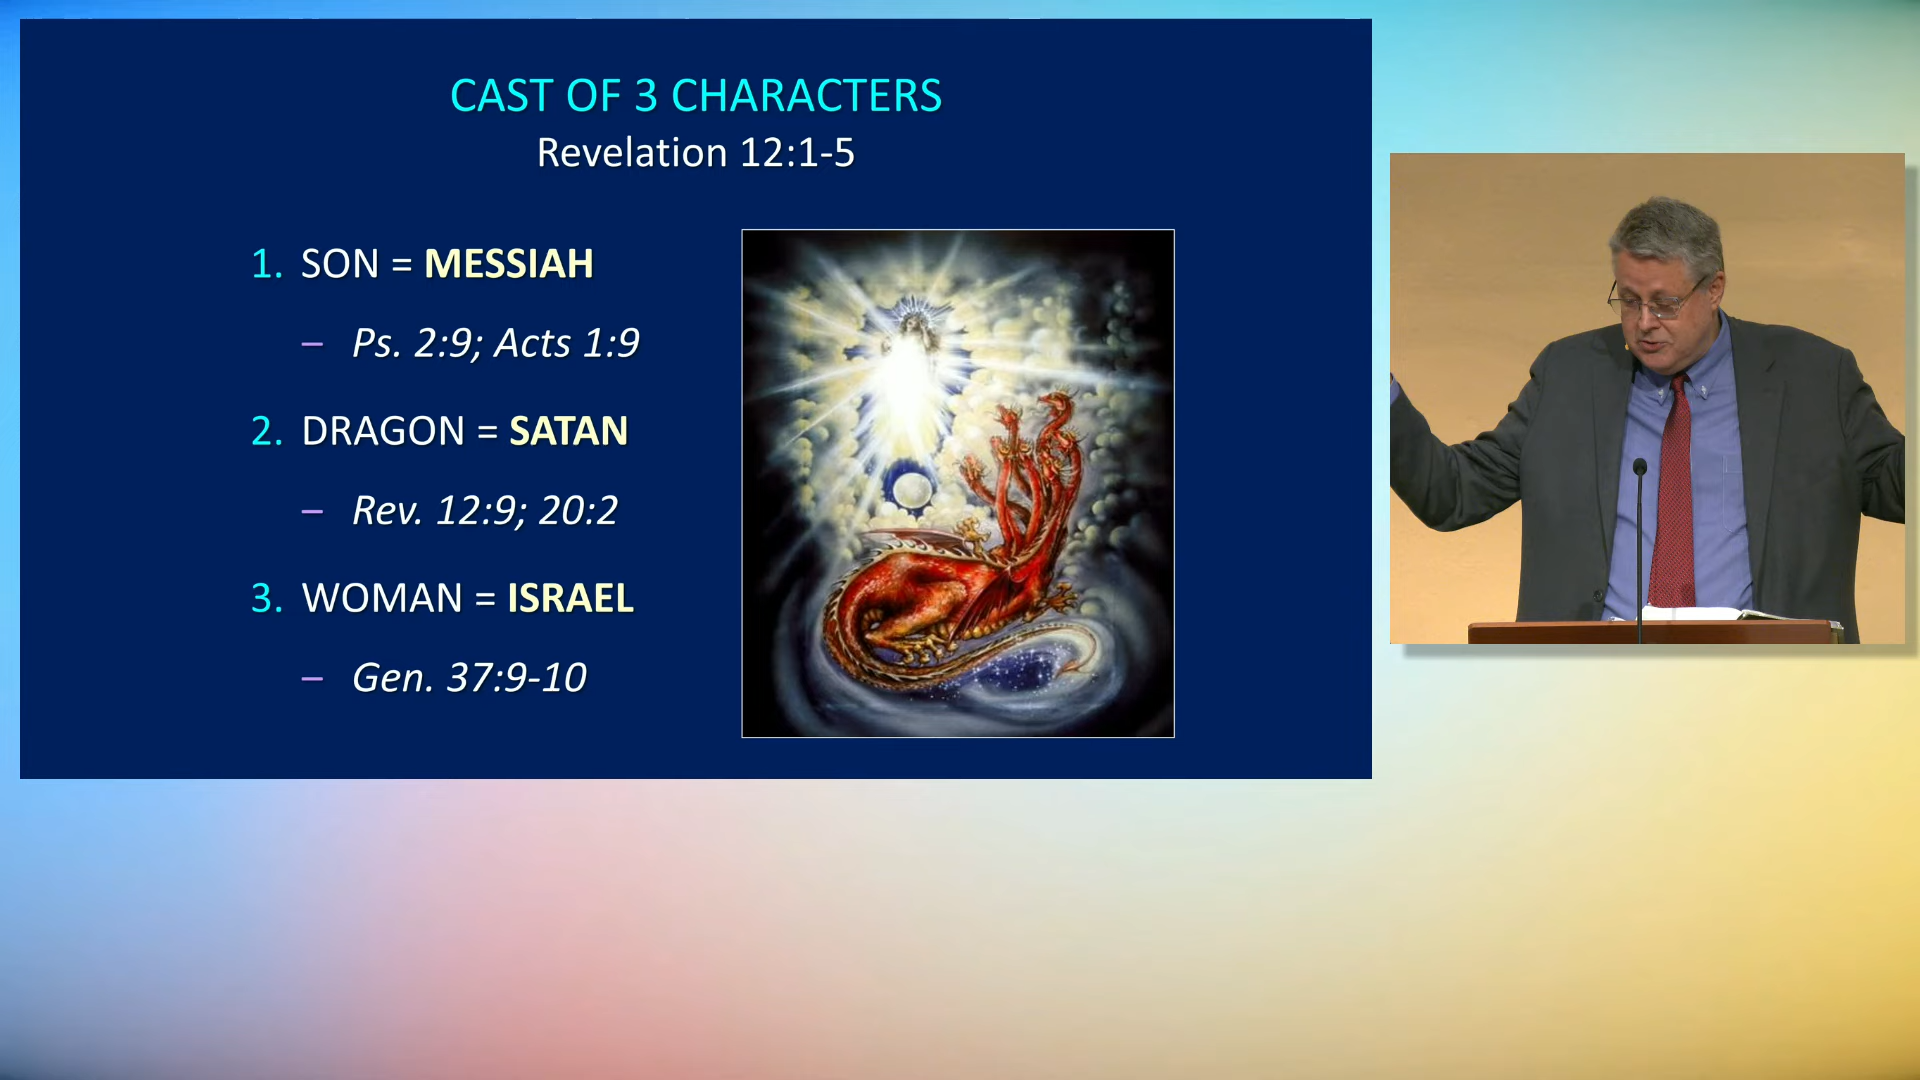 CAST OF 3 CHARACTERS
Revelation 12:1-5
1. SON = MESSIAH
– Ps. 2:9; Acts 1:9
2. DRAGON = SATAN
– Rev. 12:9; 20:2
3. WOMAN = ISRAEL
– Gen. 37:9-10